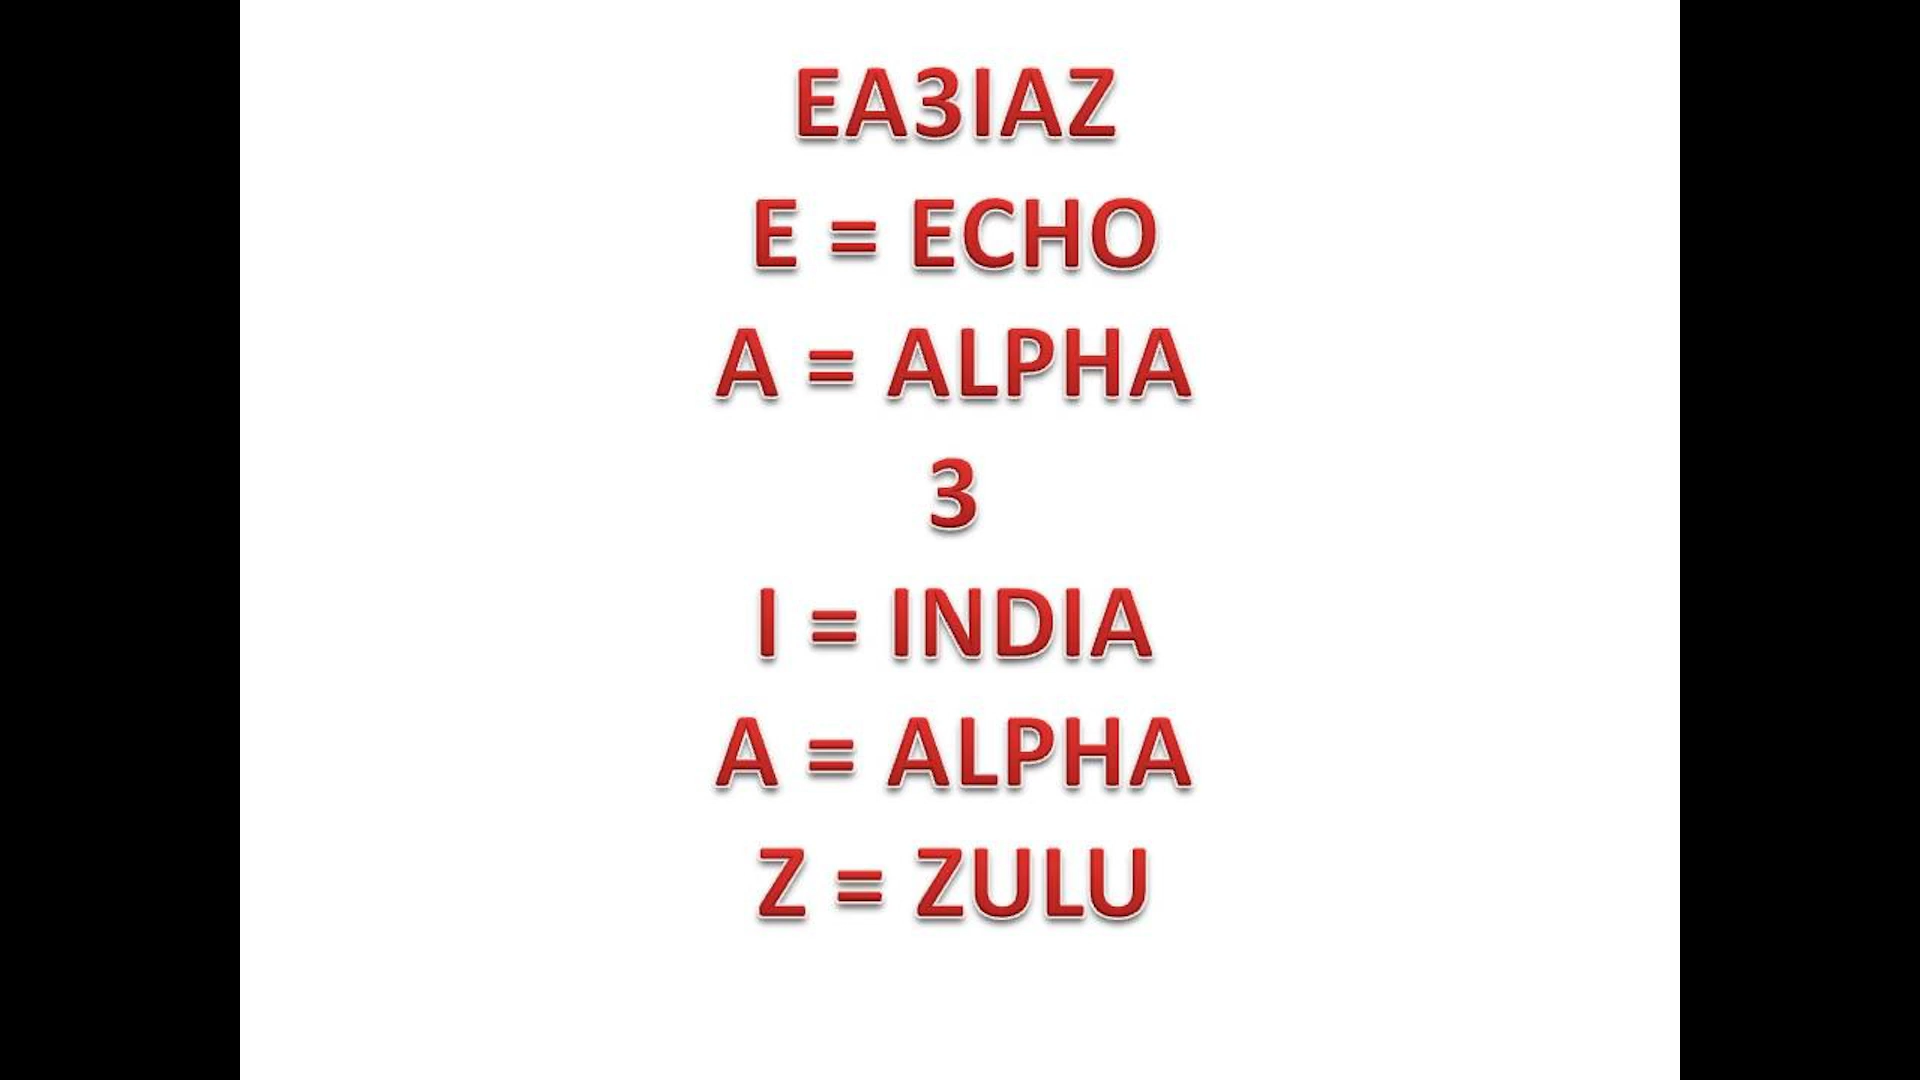 EA3IAZ
E = ECHO
A = ALPHA
3
I = INDIA
A = ALPHA
Z = ZULU